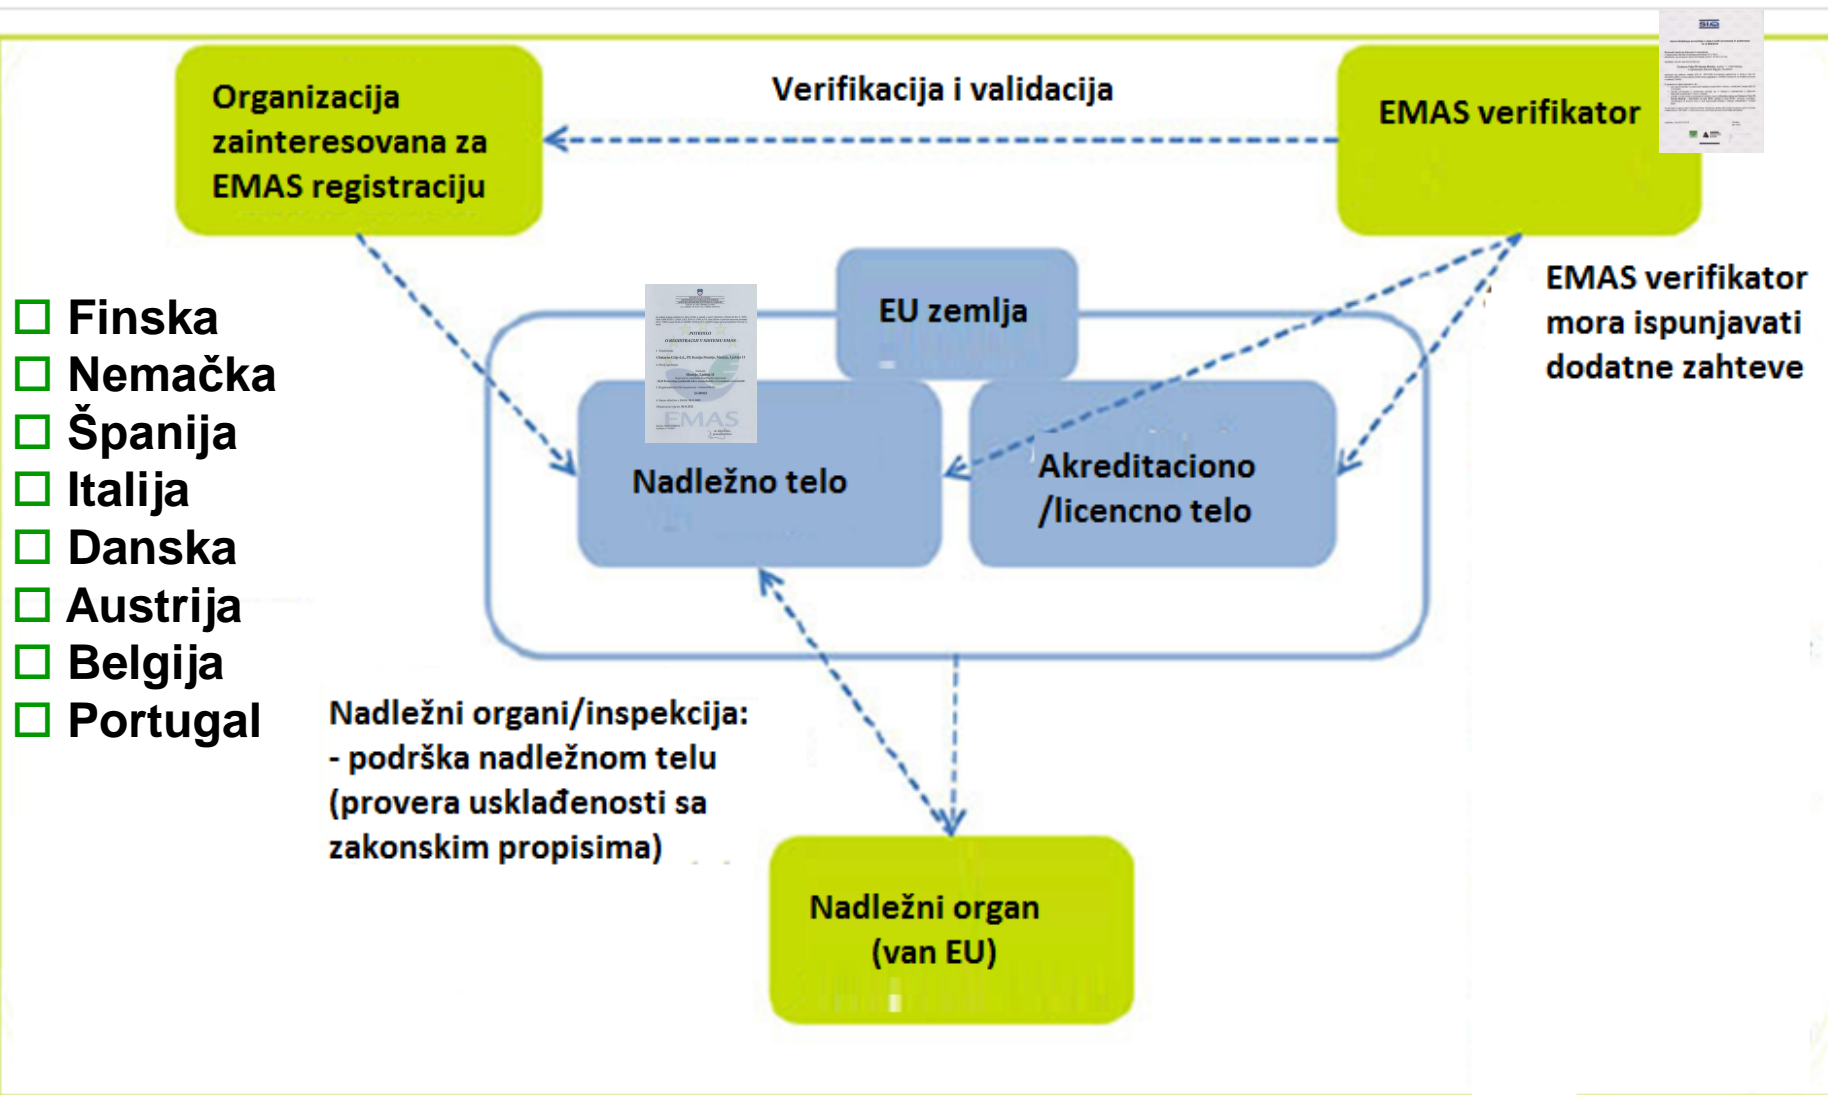 Organizacija
zainteresovana za
EMAS registraciju
Verifikacija i validacija
EMAS verifikator
SIQ
EMAS verifikator
mora ispunjavati
dodatne zahteve
EU zemlja
Finska
Nemačka
Španija
Italija
Danska
Austrija
Belgija
Portugal
EMAS
Nadležno telo
Akreditaciono
/licencno telo
Nadležni organi/inspekcija:
- podrška nadležnom telu
(provera usklađenosti sa
zakonskim propisima)
Nadležni organ
(van EU)